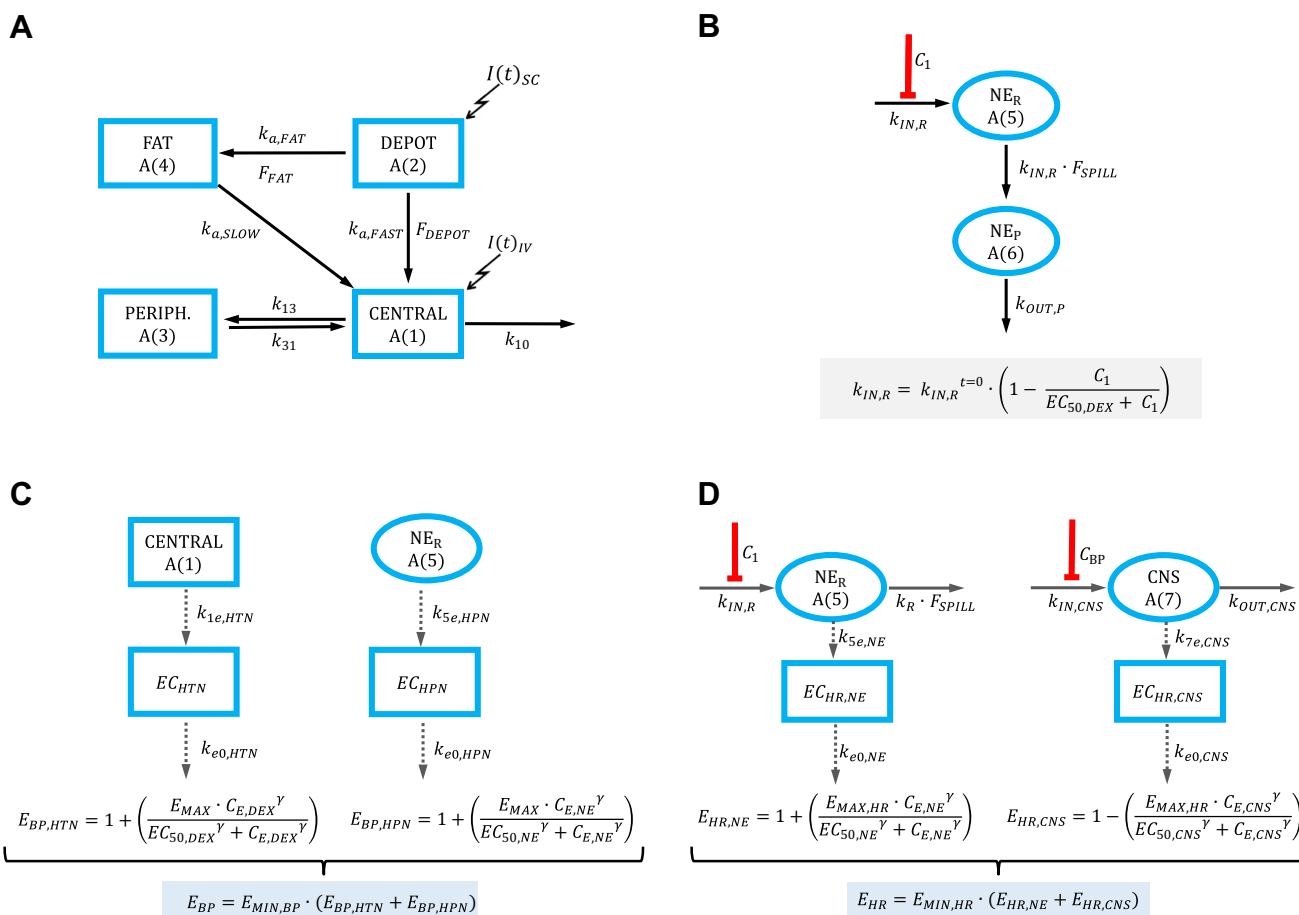 A
I(t)SC
FAT
A(4)
ka,FAT
FFAT
DEPOT
A(2)
ka,SLOW
ka,FAST
FDEPOT
I(t)IV
PERIPH.
A(3)
k13
k31
CENTRAL
A(1)
k10
B
C1
kIN,R
NER
A(5)
kIN,R · FSPILL
NEP
A(6)
kOUT,P
kIN,R = kIN,R^t=0 · (1 − C1 / (EC50,DEX + C1))
C
CENTRAL
A(1)
k1e,HTN
ECHTN
ke0,HTN
EBP,HTN = 1 + (EMAX · CE,DEX^γ / (EC50,DEX^γ + CE,DEX^γ))
NER
A(5)
k5e,HPN
ECHPN
ke0,HPN
EBP,HPN = 1 + (EMAX · CE,NE^γ / (EC50,NE^γ + CE,NE^γ))
EBP = EMIN,BP · (EBP,HTN + EBP,HPN)
D
C1
kIN,R
NER
A(5)
kR · FSPILL
k5e,NE
ECHR,NE
ke0,NE
EHR,NE = 1 + (EMAX,HR · CE,NE^γ / (EC50,NE^γ + CE,NE^γ))
CBP
kIN,CNS
CNS
A(7)
kOUT,CNS
k7e,CNS
ECHR,CNS
ke0,CNS
EHR,CNS = 1 − (EMAX,HR · CE,CNS^γ / (EC50,CNS^γ + CE,CNS^γ))
EHR = EMIN,HR · (EHR,NE + EHR,CNS)